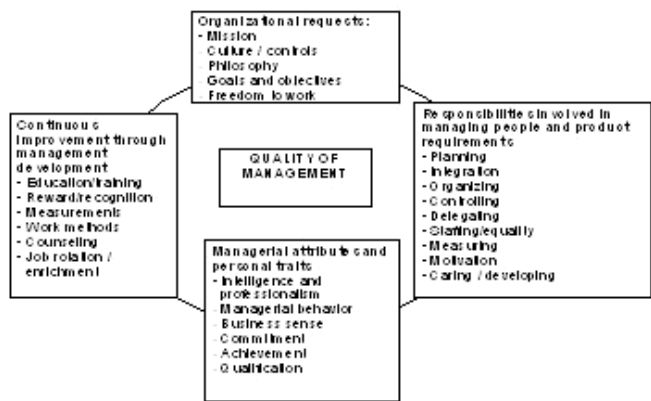 Organizational requests:
- Mission
- Culture / controls
- Philosophy
- Goals and objectives
- Freedom to work
Continuous
Improvement through
management
development
- Education/training
- Reward/recognition
- Measurements
- Work methods
- Counseling
- Job rotation /
enrichment
QUALITY OF
MANAGEMENT
Responsibilities involved in
managing people and product
requirements
- Planning
- Integration
- Organizing
- Controlling
- Delegating
- Staffing/equality
- Measuring
- Motivation
- Caring / developing
Managerial attributes and
personal traits
- Intelligence and
professionalism
- Managerial behavior
- Business sense
- Commitment
- Achievement
- Qualification